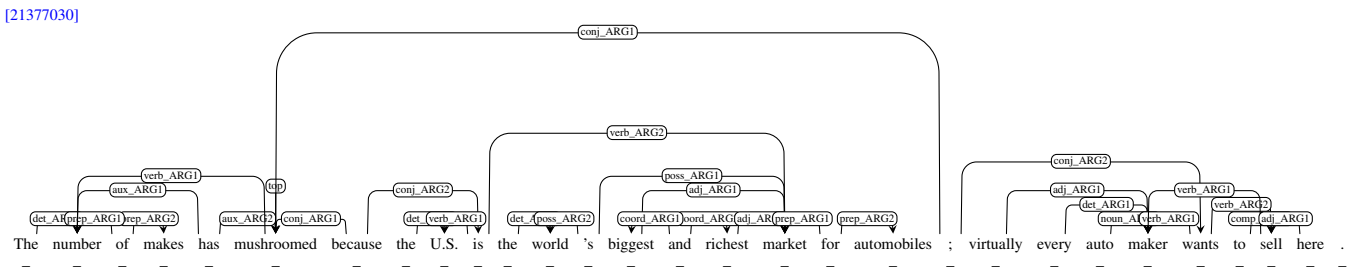 [21377030]
conj_ARG1
verb_ARG2
conj_ARG2
verb_ARG1 top poss_ARG1
aux_ARG1 conj_ARG2 adj_ARG1 adj_ARG1 verb_ARG1
det_ARG1 verb_ARG2
prep_ARG1 aux_ARG2 conj_ARG1 verb_ARG1 poss_ARG2 coord_ARG1 prep_ARG1 prep_ARG2 verb_ARG1 adj_ARG1
The number of makes has mushroomed because the U.S. is the world 's biggest and richest market for automobiles ; virtually every auto maker wants to sell here .